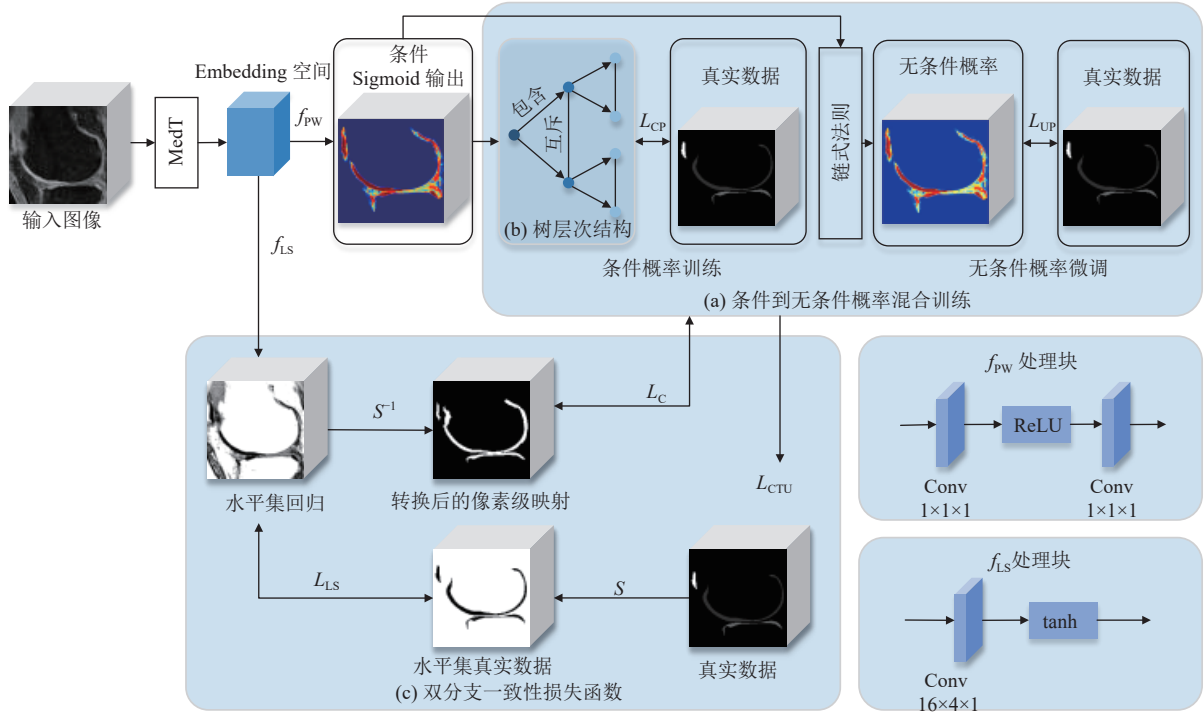 输入图像
MedT
Embedding 空间
f_PW
f_LS
条件
Sigmoid 输出
包含
互斥
(b) 树层次结构
L_CP
真实数据
条件概率训练
链式法则
无条件概率
L_UP
真实数据
无条件概率微调
(a) 条件到无条件概率混合训练
水平集回归
S⁻¹
转换后的像素级映射
L_C
L_CTU
L_LS
水平集真实数据
S
真实数据
(c) 双分支一致性损失函数
f_PW 处理块
Conv
1×1×1
ReLU
Conv
1×1×1
f_LS处理块
Conv
16×4×1
tanh